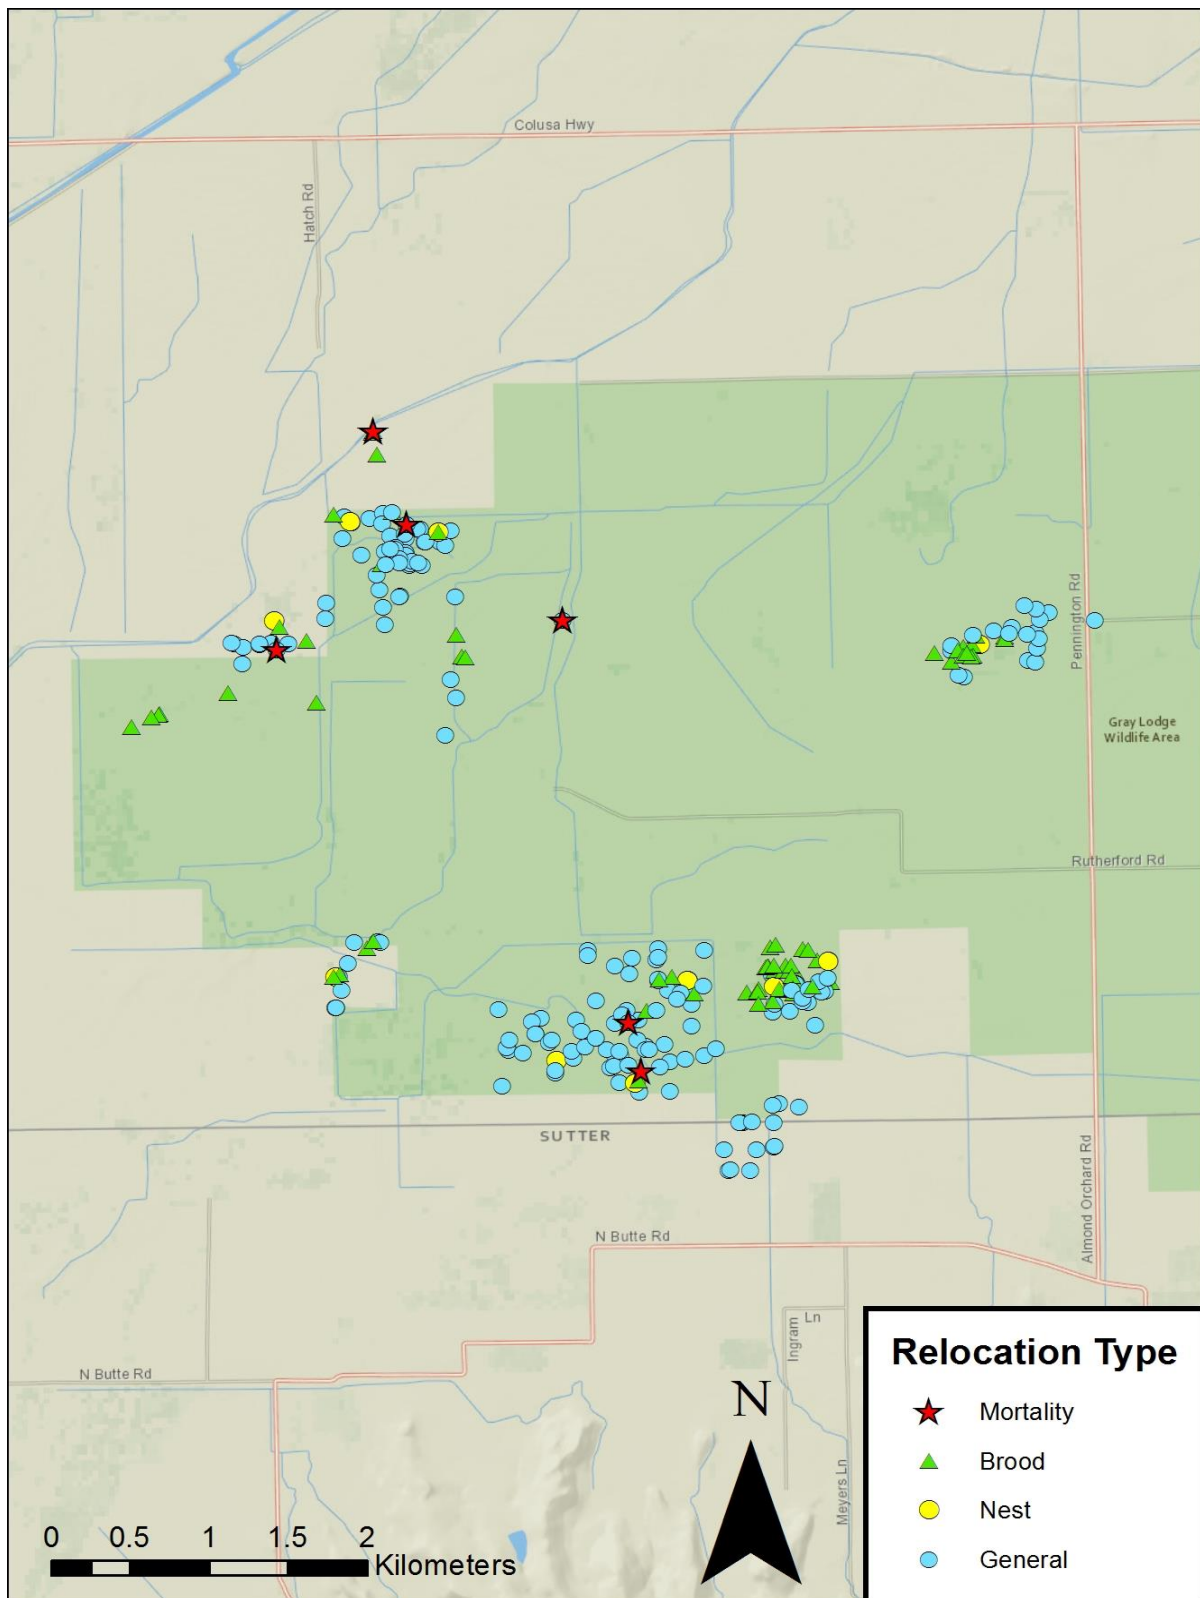 Colusa Hwy
Hatch Rd
Pennington Rd
Gray Lodge
Wildlife Area
Rutherford Rd
SUTTER
Almond Orchard Rd
N Butte Rd
Ingram Ln
N Butte Rd
Meyers Ln
N
0 0.5 1 1.5 2
Kilometers
Relocation Type
Mortality
Brood
Nest
General